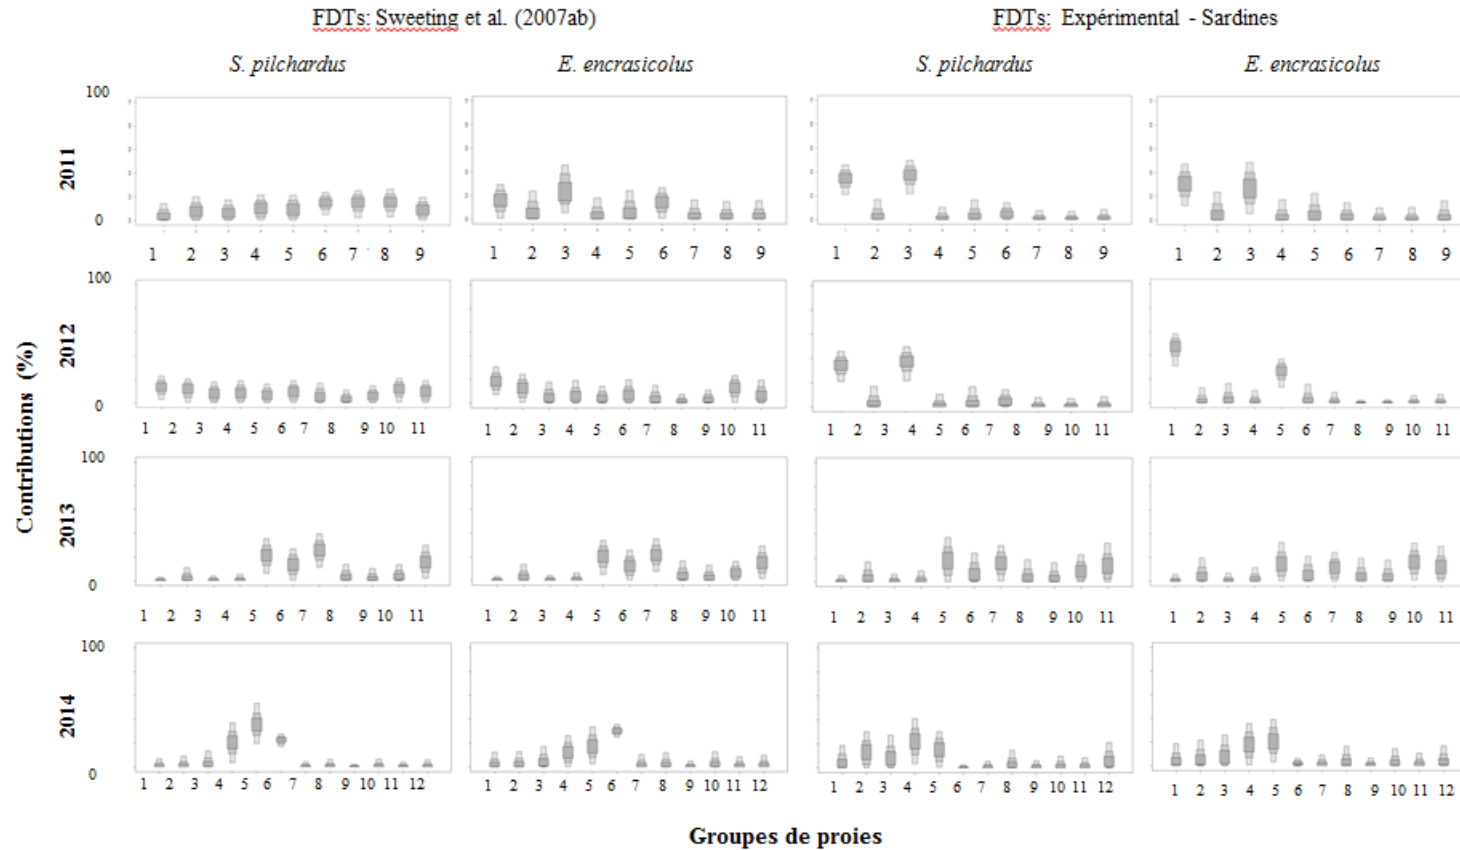 FDTs: Sweeting et al. (2007ab) FDTs: Expérimental - Sardines
S. pilchardus E. encrasicolus S. pilchardus E. encrasicolus
Contributions (%)
2011
100
0
1 2 3 4 5 6 7 8 9
1 2 3 4 5 6 7 8 9
1 2 3 4 5 6 7 8 9
1 2 3 4 5 6 7 8 9
2012
100
0
1 2 3 4 5 6 7 8 9 10 11
1 2 3 4 5 6 7 8 9 10 11
1 2 3 4 5 6 7 8 9 10 11
1 2 3 4 5 6 7 8 9 10 11
2013
100
0
1 2 3 4 5 6 7 8 9 10 11
1 2 3 4 5 6 7 8 9 10 11
1 2 3 4 5 6 7 8 9 10 11
1 2 3 4 5 6 7 8 9 10 11
2014
100
0
1 2 3 4 5 6 7 8 9 10 11 12
1 2 3 4 5 6 7 8 9 10 11 12
1 2 3 4 5 6 7 8 9 10 11 12
1 2 3 4 5 6 7 8 9 10 11 12
Groupes de proies